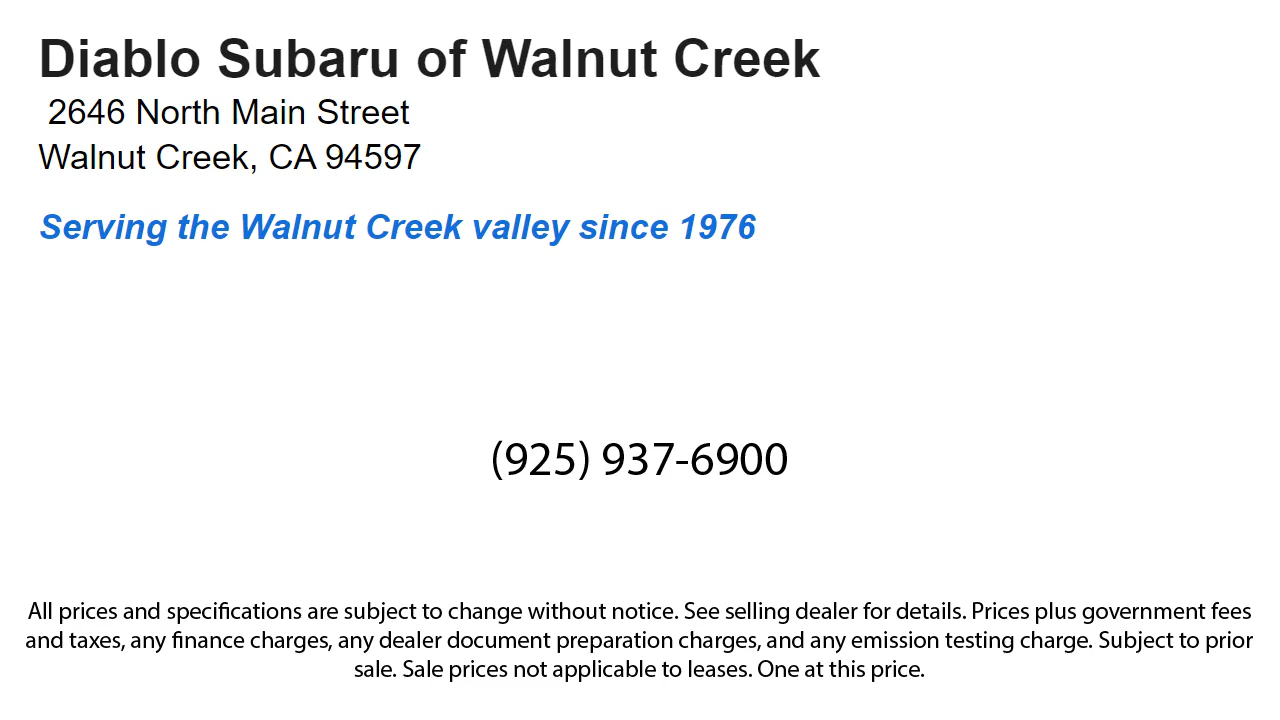 Diablo Subaru of Walnut Creek
2646 North Main Street
Walnut Creek, CA 94597
Serving the Walnut Creek valley since 1976
(925) 937-6900
All prices and specifications are subject to change without notice. See selling dealer for details. Prices plus government fees
and taxes, any finance charges, any dealer document preparation charges, and any emission testing charge. Subject to prior
sale. Sale prices not applicable to leases. One at this price.